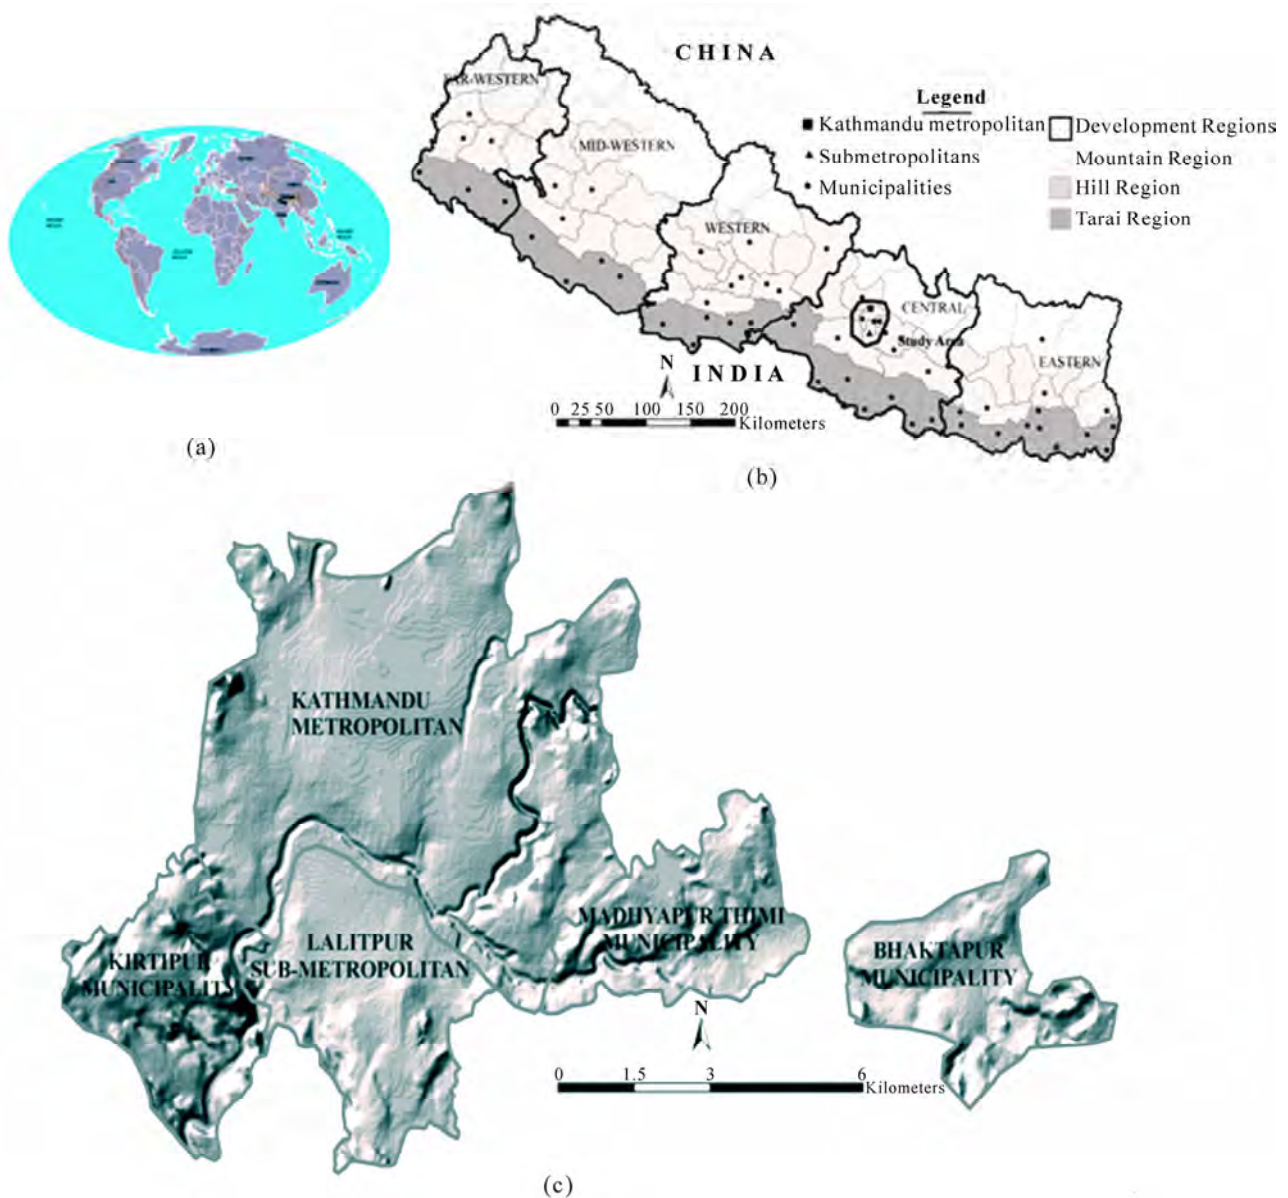 CHINA
FAR-WESTERN
MID-WESTERN
WESTERN
CENTRAL
Study Area
EASTERN
INDIA
Legend
Kathmandu metropolitan
Submetropolitans
Municipalities
Development Regions
Mountain Region
Hill Region
Tarai Region
N
0 25 50 100 150 200
Kilometers
(a)
(b)
KATHMANDU
METROPOLITAN
LALITPUR
SUB-METROPOLITAN
KIRTIPUR
MUNICIPALITY
MADHYAPUR THIMI
MUNICIPALITY
BHAKTAPUR
MUNICIPALITY
N
0 1.5 3 6
Kilometers
(c)